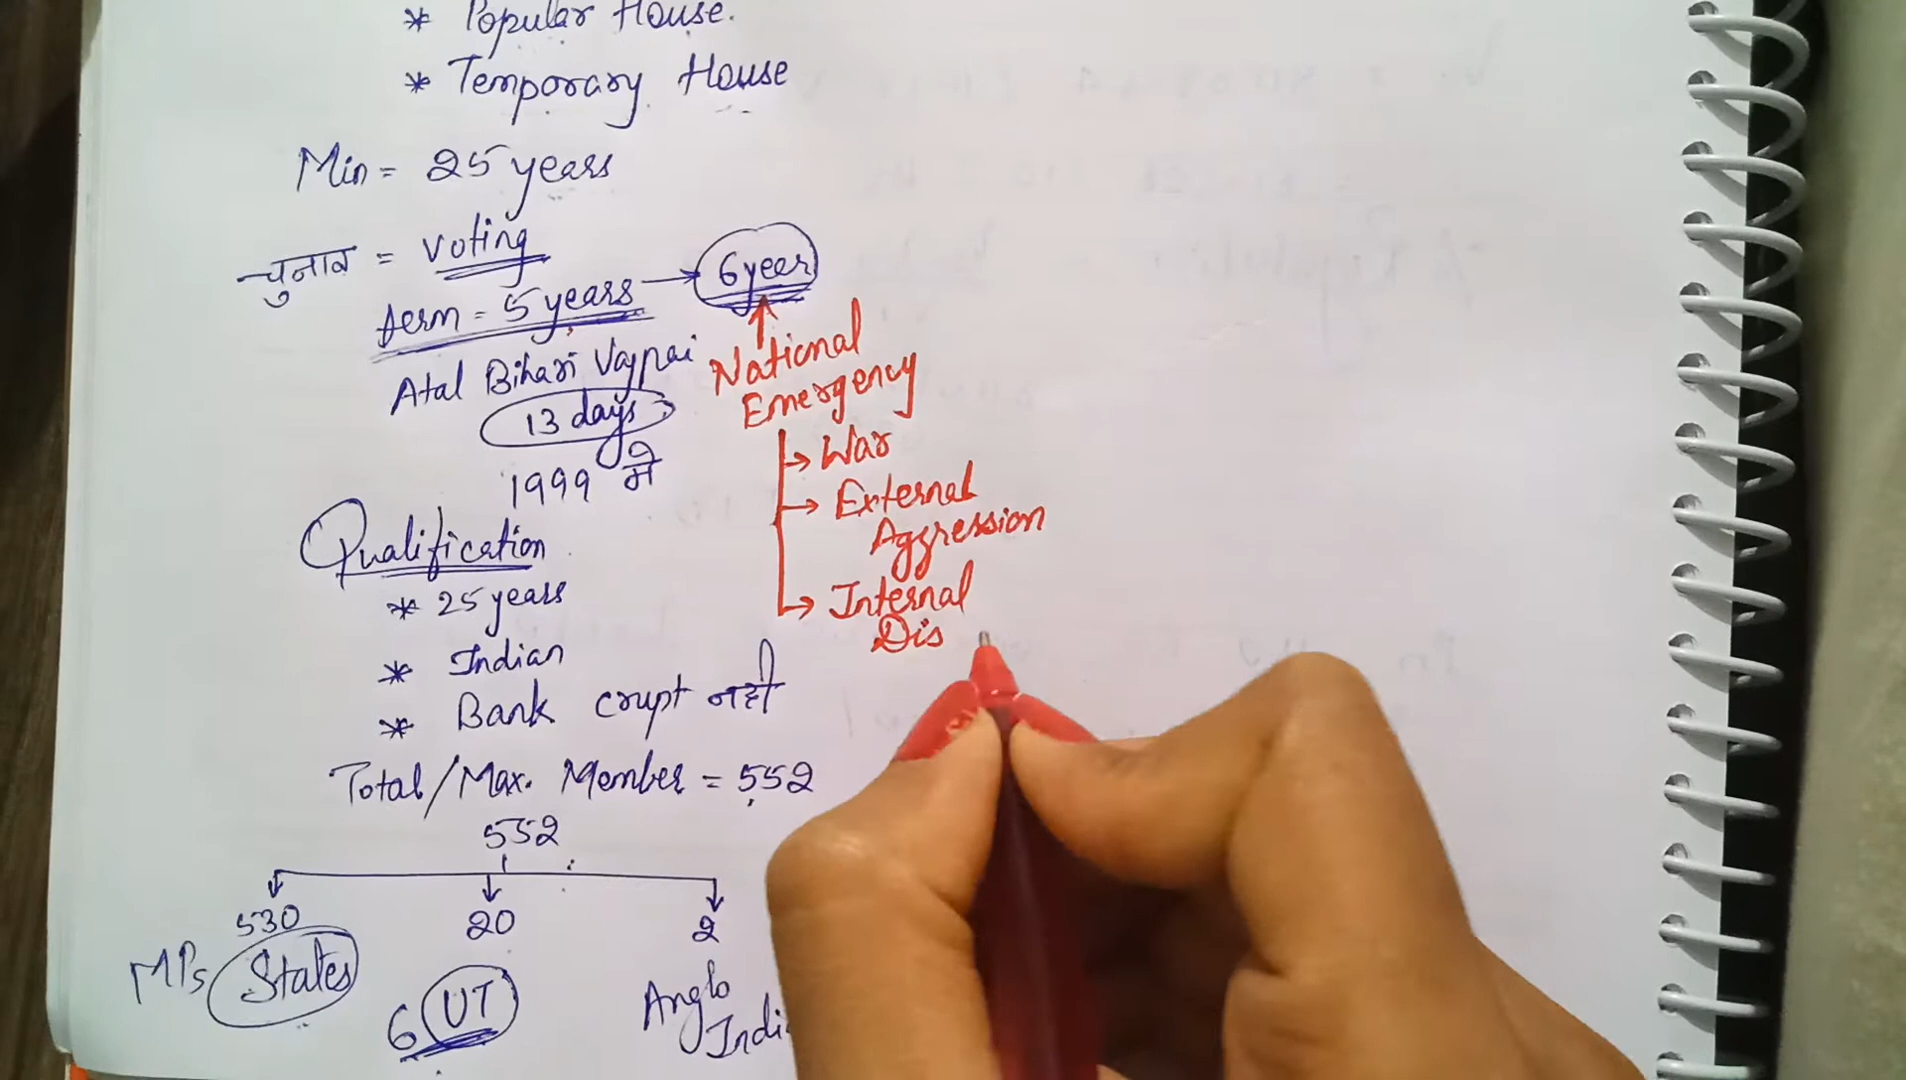 * Popular House.
* Temporary House
Min = 25 years
चुनाव = Voting
term = 5 years → 6 year
Atal Bihari Vajpai
13 days
1999 में
National
Emergency
→ War
→ External
Aggression
→ Internal
Dis
Qualification
* 25 years
* Indian
* Bank crupt नहीं
Total/Max. Member = 552
552
530 20 2
MPs States
6 UT
Anglo
Indi